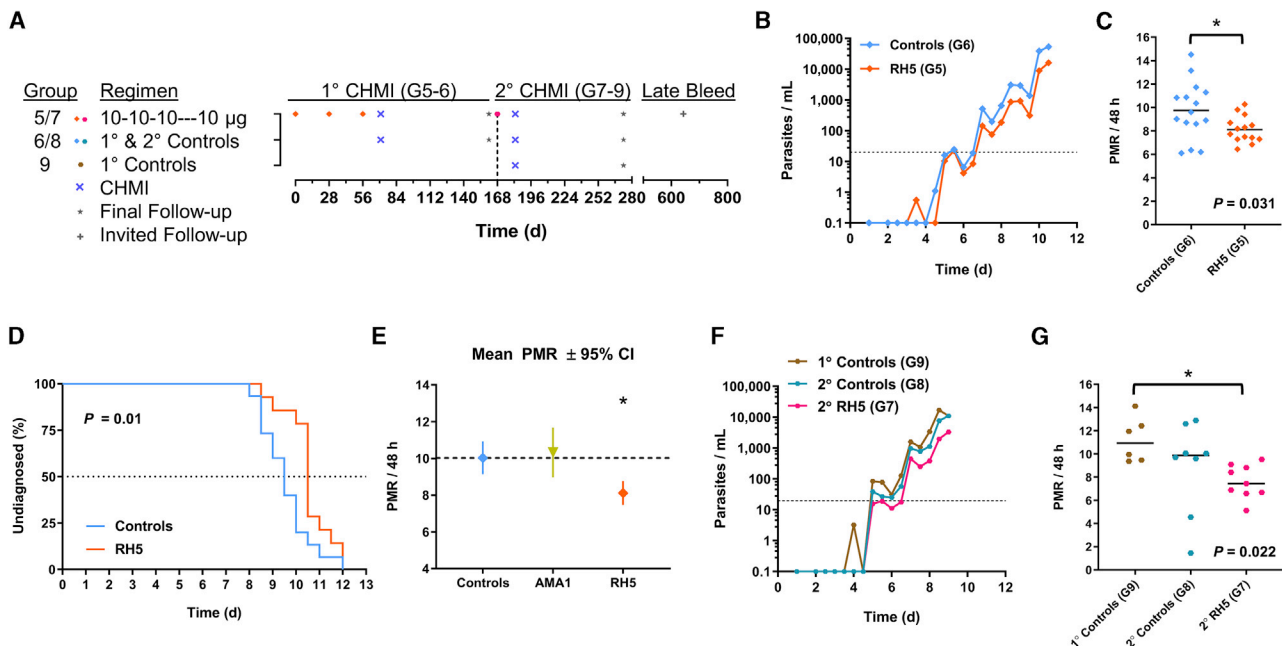 A
Group Regimen 1° CHMI (G5-6) 2° CHMI (G7-9) Late Bleed
5/7 10-10-10---10 µg
6/8 1° & 2° Controls
9 1° Controls
CHMI
Final Follow-up
Invited Follow-up
0 28 56 84 112 140 168 196 224 252 280 600 700 800
Time (d)
B
100,000
10,000
1,000
100
10
1
0.1
Parasites / mL
Controls (G6)
RH5 (G5)
0 2 4 6 8 10 12
Time (d)
C
*
16
14
12
10
8
6
4
2
0
PMR / 48 h
P = 0.031
Controls (G6)
RH5 (G5)
D
100
50
0
Undiagnosed (%)
P = 0.01
Controls
RH5
0 1 2 3 4 5 6 7 8 9 10 11 12 13
Time (d)
E
Mean PMR ± 95% CI
14
12
10
8
6
4
PMR / 48 h
*
Controls AMA1 RH5
F
1° Controls (G9)
2° Controls (G8)
2° RH5 (G7)
100,000
10,000
1,000
100
10
1
0.1
Parasites / mL
0 2 4 6 8 10 12
Time (d)
G
*
16
14
12
10
8
6
4
2
0
PMR / 48 h
P = 0.022
1° Controls (G9)
2° Controls (G8)
2° RH5 (G7)